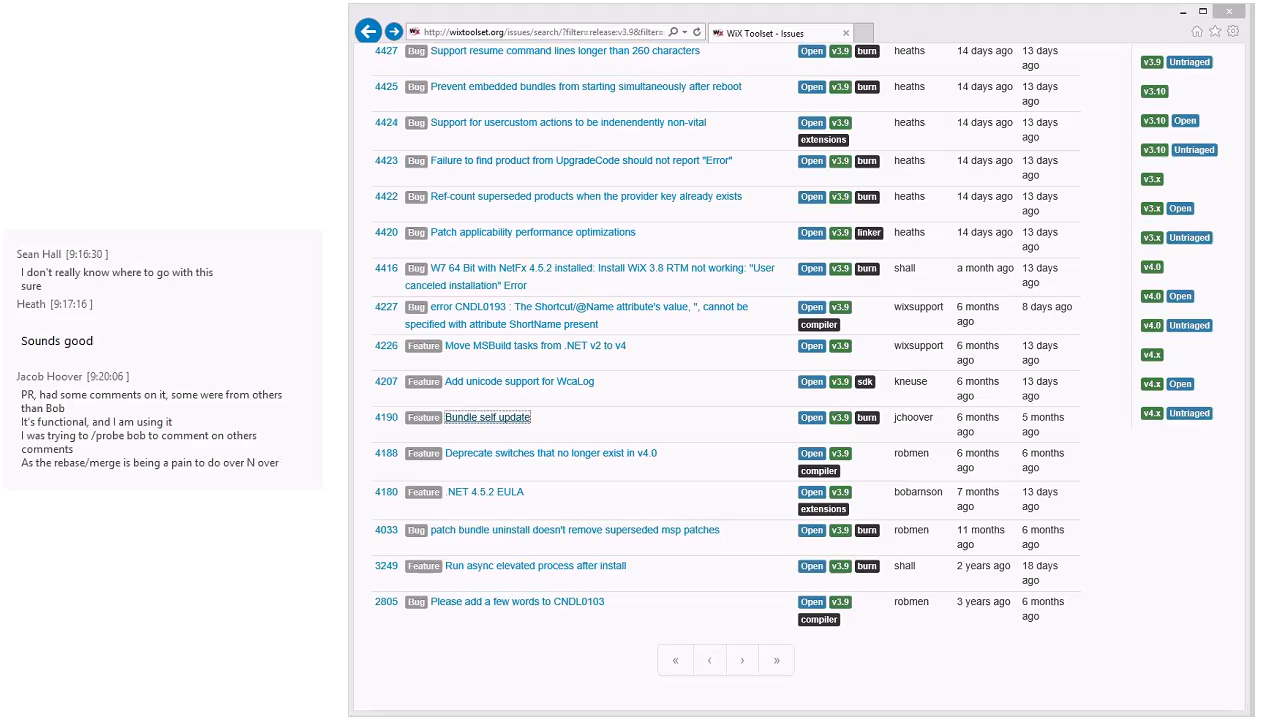 Sean Hall [9:16:30 ]
I don't really know where to go with this
sure
Heath [9:17:16 ]
Sounds good
Jacob Hoover [9:20:06 ]
PR, had some comments on it, some were from others
than Bob
It's functional, and I am using it
I was trying to /probe bob to comment on others
comments
As the rebase/merge is being a pain to do over N over
http://wixtoolset.org/issues/search/?filter=release:v3.9&filter=
WiX Toolset - Issues
4427 Bug Support resume command lines longer than 260 characters Open v3.9 burn heaths 14 days ago 13 days
ago
4425 Bug Prevent embedded bundles from starting simultaneously after reboot Open v3.9 burn heaths 14 days ago 13 days
ago
4424 Bug Support for usercustom actions to be indenendently non-vital Open v3.9 heaths 14 days ago 13 days
extensions ago
4423 Bug Failure to find product from UpgradeCode should not report "Error" Open v3.9 burn heaths 14 days ago 13 days
ago
4422 Bug Ref-count superseded products when the provider key already exists Open v3.9 burn heaths 14 days ago 13 days
ago
4420 Bug Patch applicability performance optimizations Open v3.9 linker heaths 14 days ago 13 days
ago
4416 Bug W7 64 Bit with NetFx 4.5.2 installed: Install WiX 3.8 RTM not working: "User Open v3.9 burn shall a month ago 13 days
canceled installation" Error ago
4227 Bug error CNDL0193 : The Shortcut/@Name attribute's value, '', cannot be Open v3.9 wixsupport 6 months 8 days ago
specified with attribute ShortName present compiler ago
4226 Feature Move MSBuild tasks from .NET v2 to v4 Open v3.9 wixsupport 6 months 13 days
ago ago
4207 Feature Add unicode support for WcaLog Open v3.9 sdk kneuse 6 months 13 days
ago ago
4190 Feature Bundle self update Open v3.9 burn jchoover 6 months 5 months
ago ago
4188 Feature Deprecate switches that no longer exist in v4.0 Open v3.9 robmen 6 months 6 months
compiler ago ago
4180 Feature .NET 4.5.2 EULA Open v3.9 bobarnson 7 months 13 days
extensions ago ago
4033 Bug patch bundle uninstall doesn't remove superseded msp patches Open v3.9 burn robmen 11 months 6 months
ago ago
3249 Feature Run async elevated process after install Open v3.9 burn shall 2 years ago 18 days
ago
2805 Bug Please add a few words to CNDL0103 Open v3.9 robmen 3 years ago 6 months
compiler ago
« ‹ › »
v3.9 Untriaged
v3.10
v3.10 Open
v3.10 Untriaged
v3.x
v3.x Open
v3.x Untriaged
v4.0
v4.0 Open
v4.0 Untriaged
v4.x
v4.x Open
v4.x Untriaged